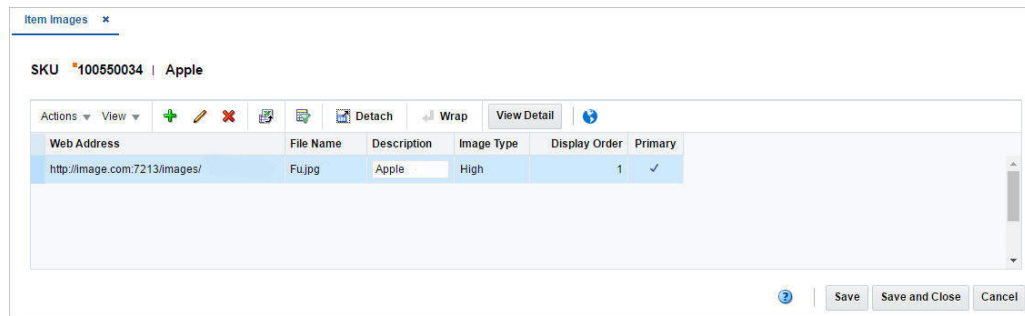 Item Images ×
SKU 100550034 | Apple
Actions View Detach Wrap View Detail
Web Address File Name Description Image Type Display Order Primary
http://image.com:7213/images/ Fu.jpg Apple High 1 ✓
? Save Save and Close Cancel